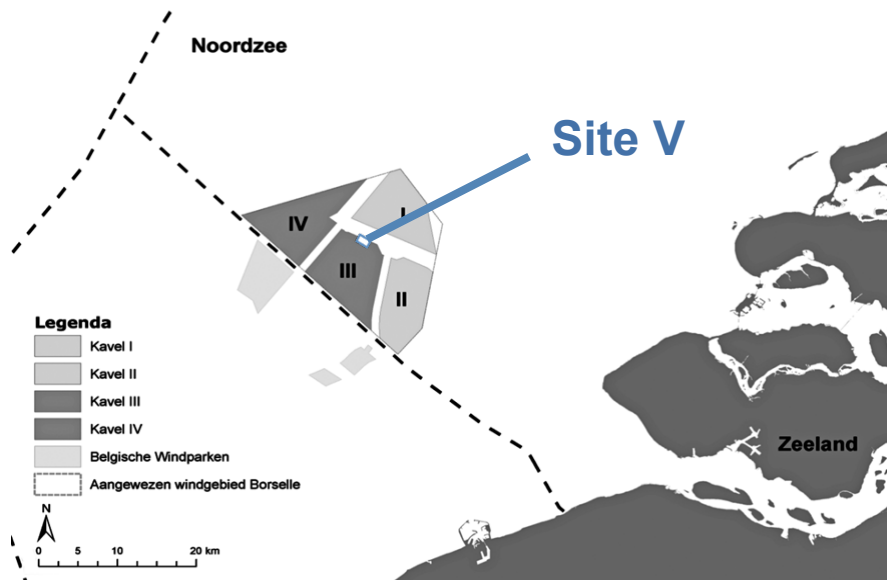 Noordzee
Site V
IV
I
III
II
Legenda
Kavel I
Kavel II
Kavel III
Kavel IV
Belgische Windparken
Aangewezen windgebied Borselle
Zeeland
N
0 5 10 20 km